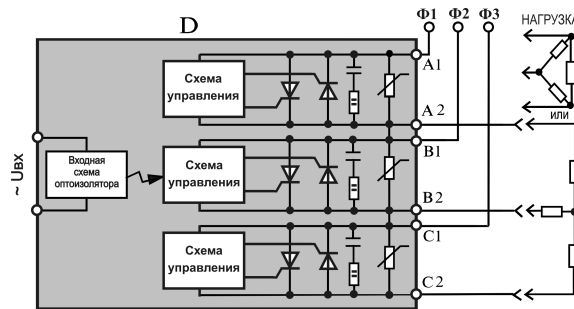 D
Ф1 Ф2 Ф3
НАГРУЗКА
A1
Схема
управления
A2
или
B1
~ Uвх
Входная
схема
оптоизолятора
Схема
управления
B2
C1
Схема
управления
C2